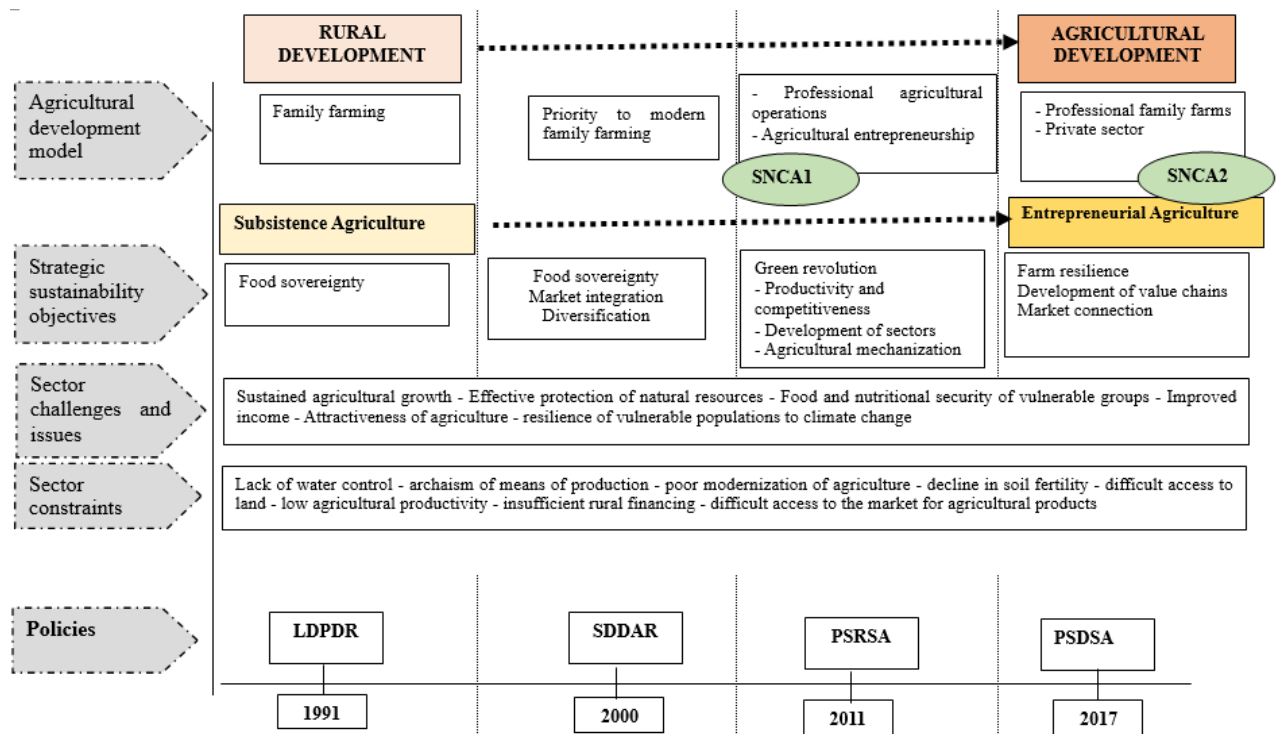 RURAL
DEVELOPMENT
AGRICULTURAL
DEVELOPMENT
Agricultural
development
model
Family farming
Priority to modern
family farming
- Professional agricultural
operations
- Agricultural entrepreneurship
- Professional family farms
- Private sector
SNCA1
SNCA2
Subsistence Agriculture
Entrepreneurial Agriculture
Strategic
sustainability
objectives
Food sovereignty
Food sovereignty
Market integration
Diversification
Green revolution
- Productivity and
competitiveness
- Development of sectors
- Agricultural mechanization
Farm resilience
Development of value chains
Market connection
Sector
challenges and
issues
Sustained agricultural growth - Effective protection of natural resources - Food and nutritional security of vulnerable groups - Improved
income - Attractiveness of agriculture - resilience of vulnerable populations to climate change
Sector
constraints
Lack of water control - archaism of means of production - poor modernization of agriculture - decline in soil fertility - difficult access to
land - low agricultural productivity - insufficient rural financing - difficult access to the market for agricultural products
Policies
LDPDR
SDDAR
PSRSA
PSDSA
1991
2000
2011
2017